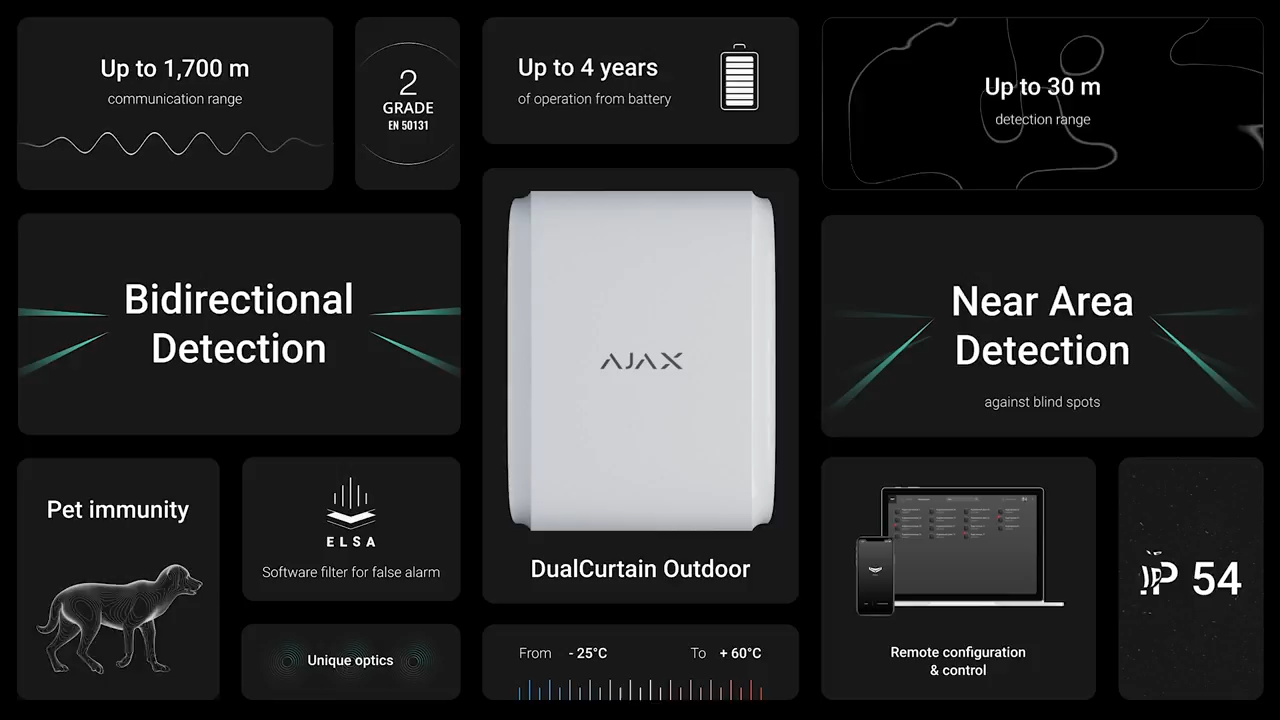 Up to 1,700 m
communication range
2
GRADE
EN 50131
Up to 4 years
of operation from battery
Up to 30 m
detection range
Bidirectional
Detection
AJAX
DualCurtain Outdoor
Near Area
Detection
against blind spots
Pet immunity
ELSA
Software filter for false alarm
Unique optics
From - 25°C To + 60°C
Remote configuration
& control
IP 54